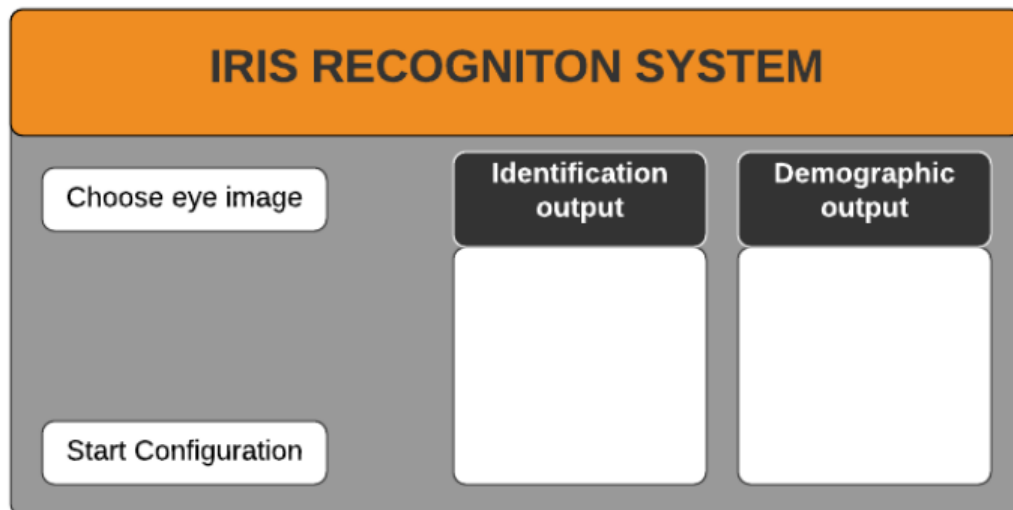 IRIS RECOGNITON SYSTEM
Choose eye image
Identification
output
Demographic
output
Start Configuration